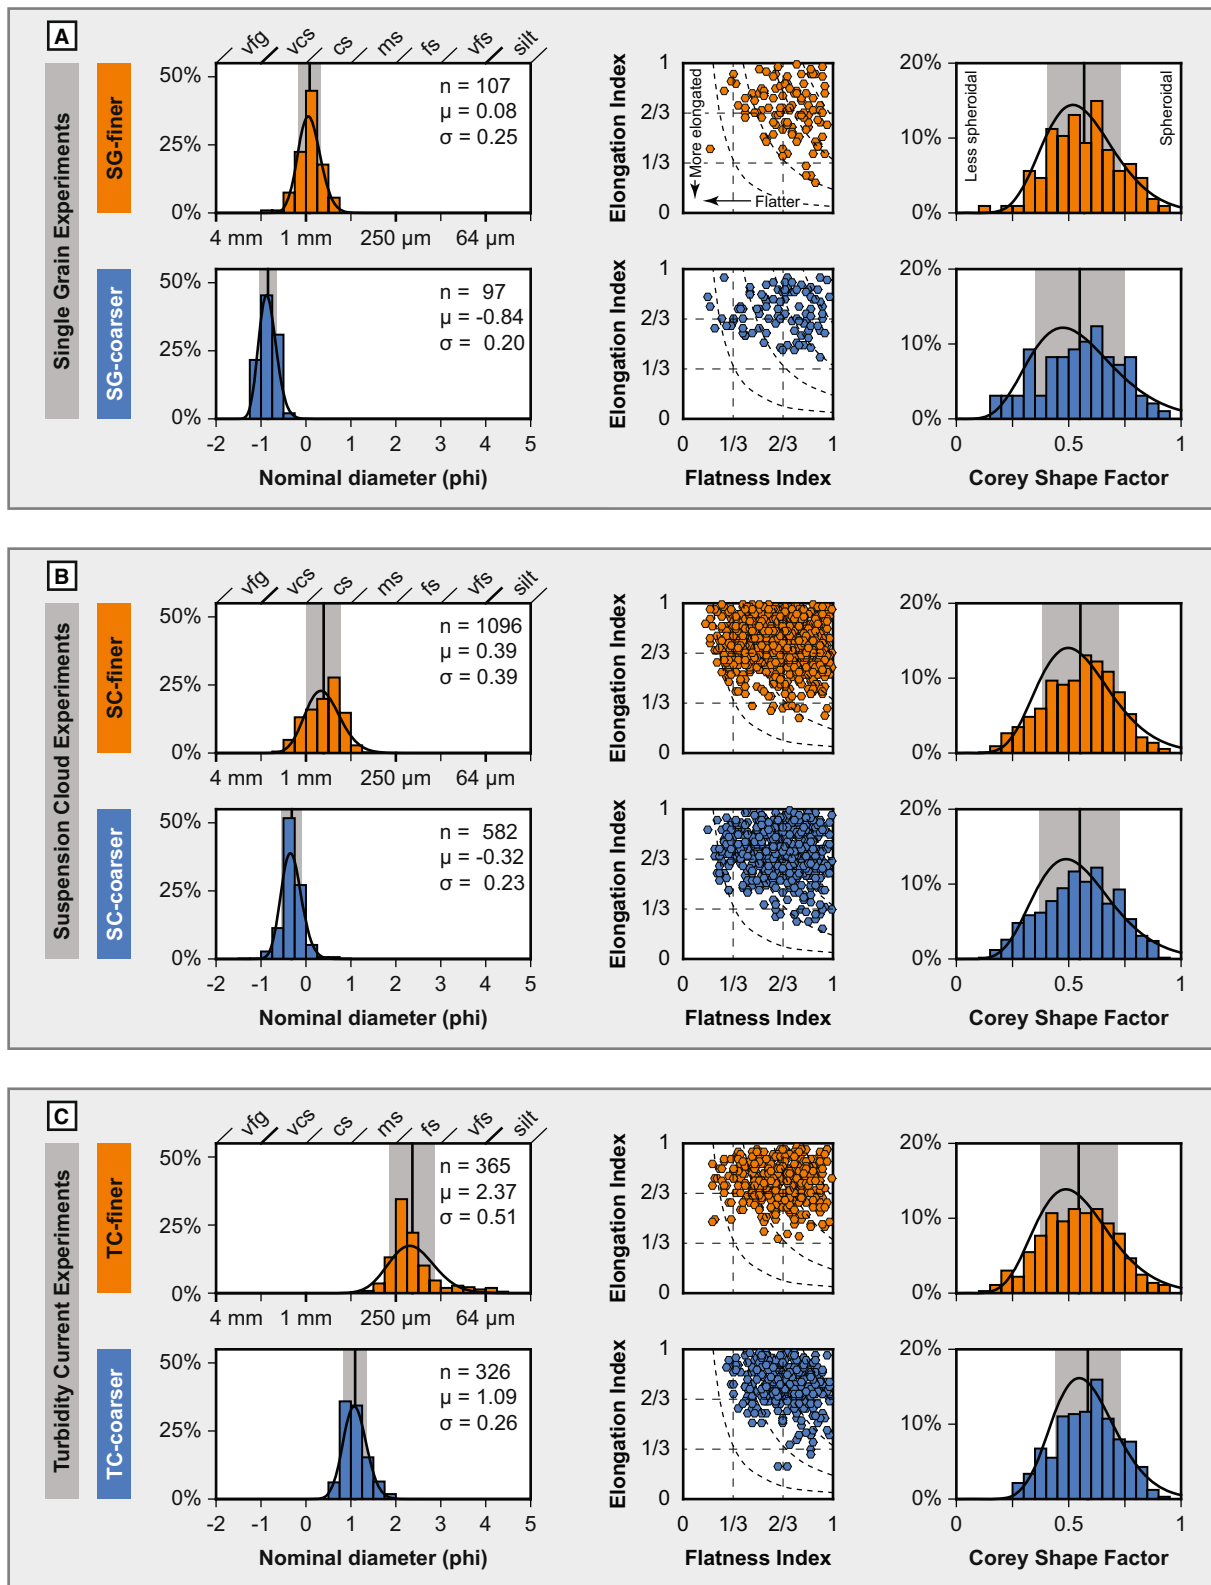 A
Single Grain Experiments
SG-finer
vfg vcs cs ms fs vfs silt
50%
25%
0%
n = 107
μ = 0.08
σ = 0.25
4 mm 1 mm 250 μm 64 μm
Elongation Index
1
2/3
1/3
0
More elongated
Flatter
20%
10%
0%
Less spheroidal
Spheroidal
SG-coarser
50%
25%
0%
n = 97
μ = -0.84
σ = 0.20
-2 -1 0 1 2 3 4 5
Nominal diameter (phi)
Elongation Index
1
2/3
1/3
0
0 1/3 2/3 1
Flatness Index
20%
10%
0%
0 0.5 1
Corey Shape Factor
B
Suspension Cloud Experiments
SC-finer
vfg vcs cs ms fs vfs silt
50%
25%
0%
n = 1096
μ = 0.39
σ = 0.39
4 mm 1 mm 250 μm 64 μm
Elongation Index
1
2/3
1/3
0
20%
10%
0%
SC-coarser
50%
25%
0%
n = 582
μ = -0.32
σ = 0.23
-2 -1 0 1 2 3 4 5
Nominal diameter (phi)
Elongation Index
1
2/3
1/3
0
0 1/3 2/3 1
Flatness Index
20%
10%
0%
0 0.5 1
Corey Shape Factor
C
Turbidity Current Experiments
TC-finer
vfg vcs cs ms fs vfs silt
50%
25%
0%
n = 365
μ = 2.37
σ = 0.51
4 mm 1 mm 250 μm 64 μm
Elongation Index
1
2/3
1/3
0
20%
10%
0%
TC-coarser
50%
25%
0%
n = 326
μ = 1.09
σ = 0.26
-2 -1 0 1 2 3 4 5
Nominal diameter (phi)
Elongation Index
1
2/3
1/3
0
0 1/3 2/3 1
Flatness Index
20%
10%
0%
0 0.5 1
Corey Shape Factor